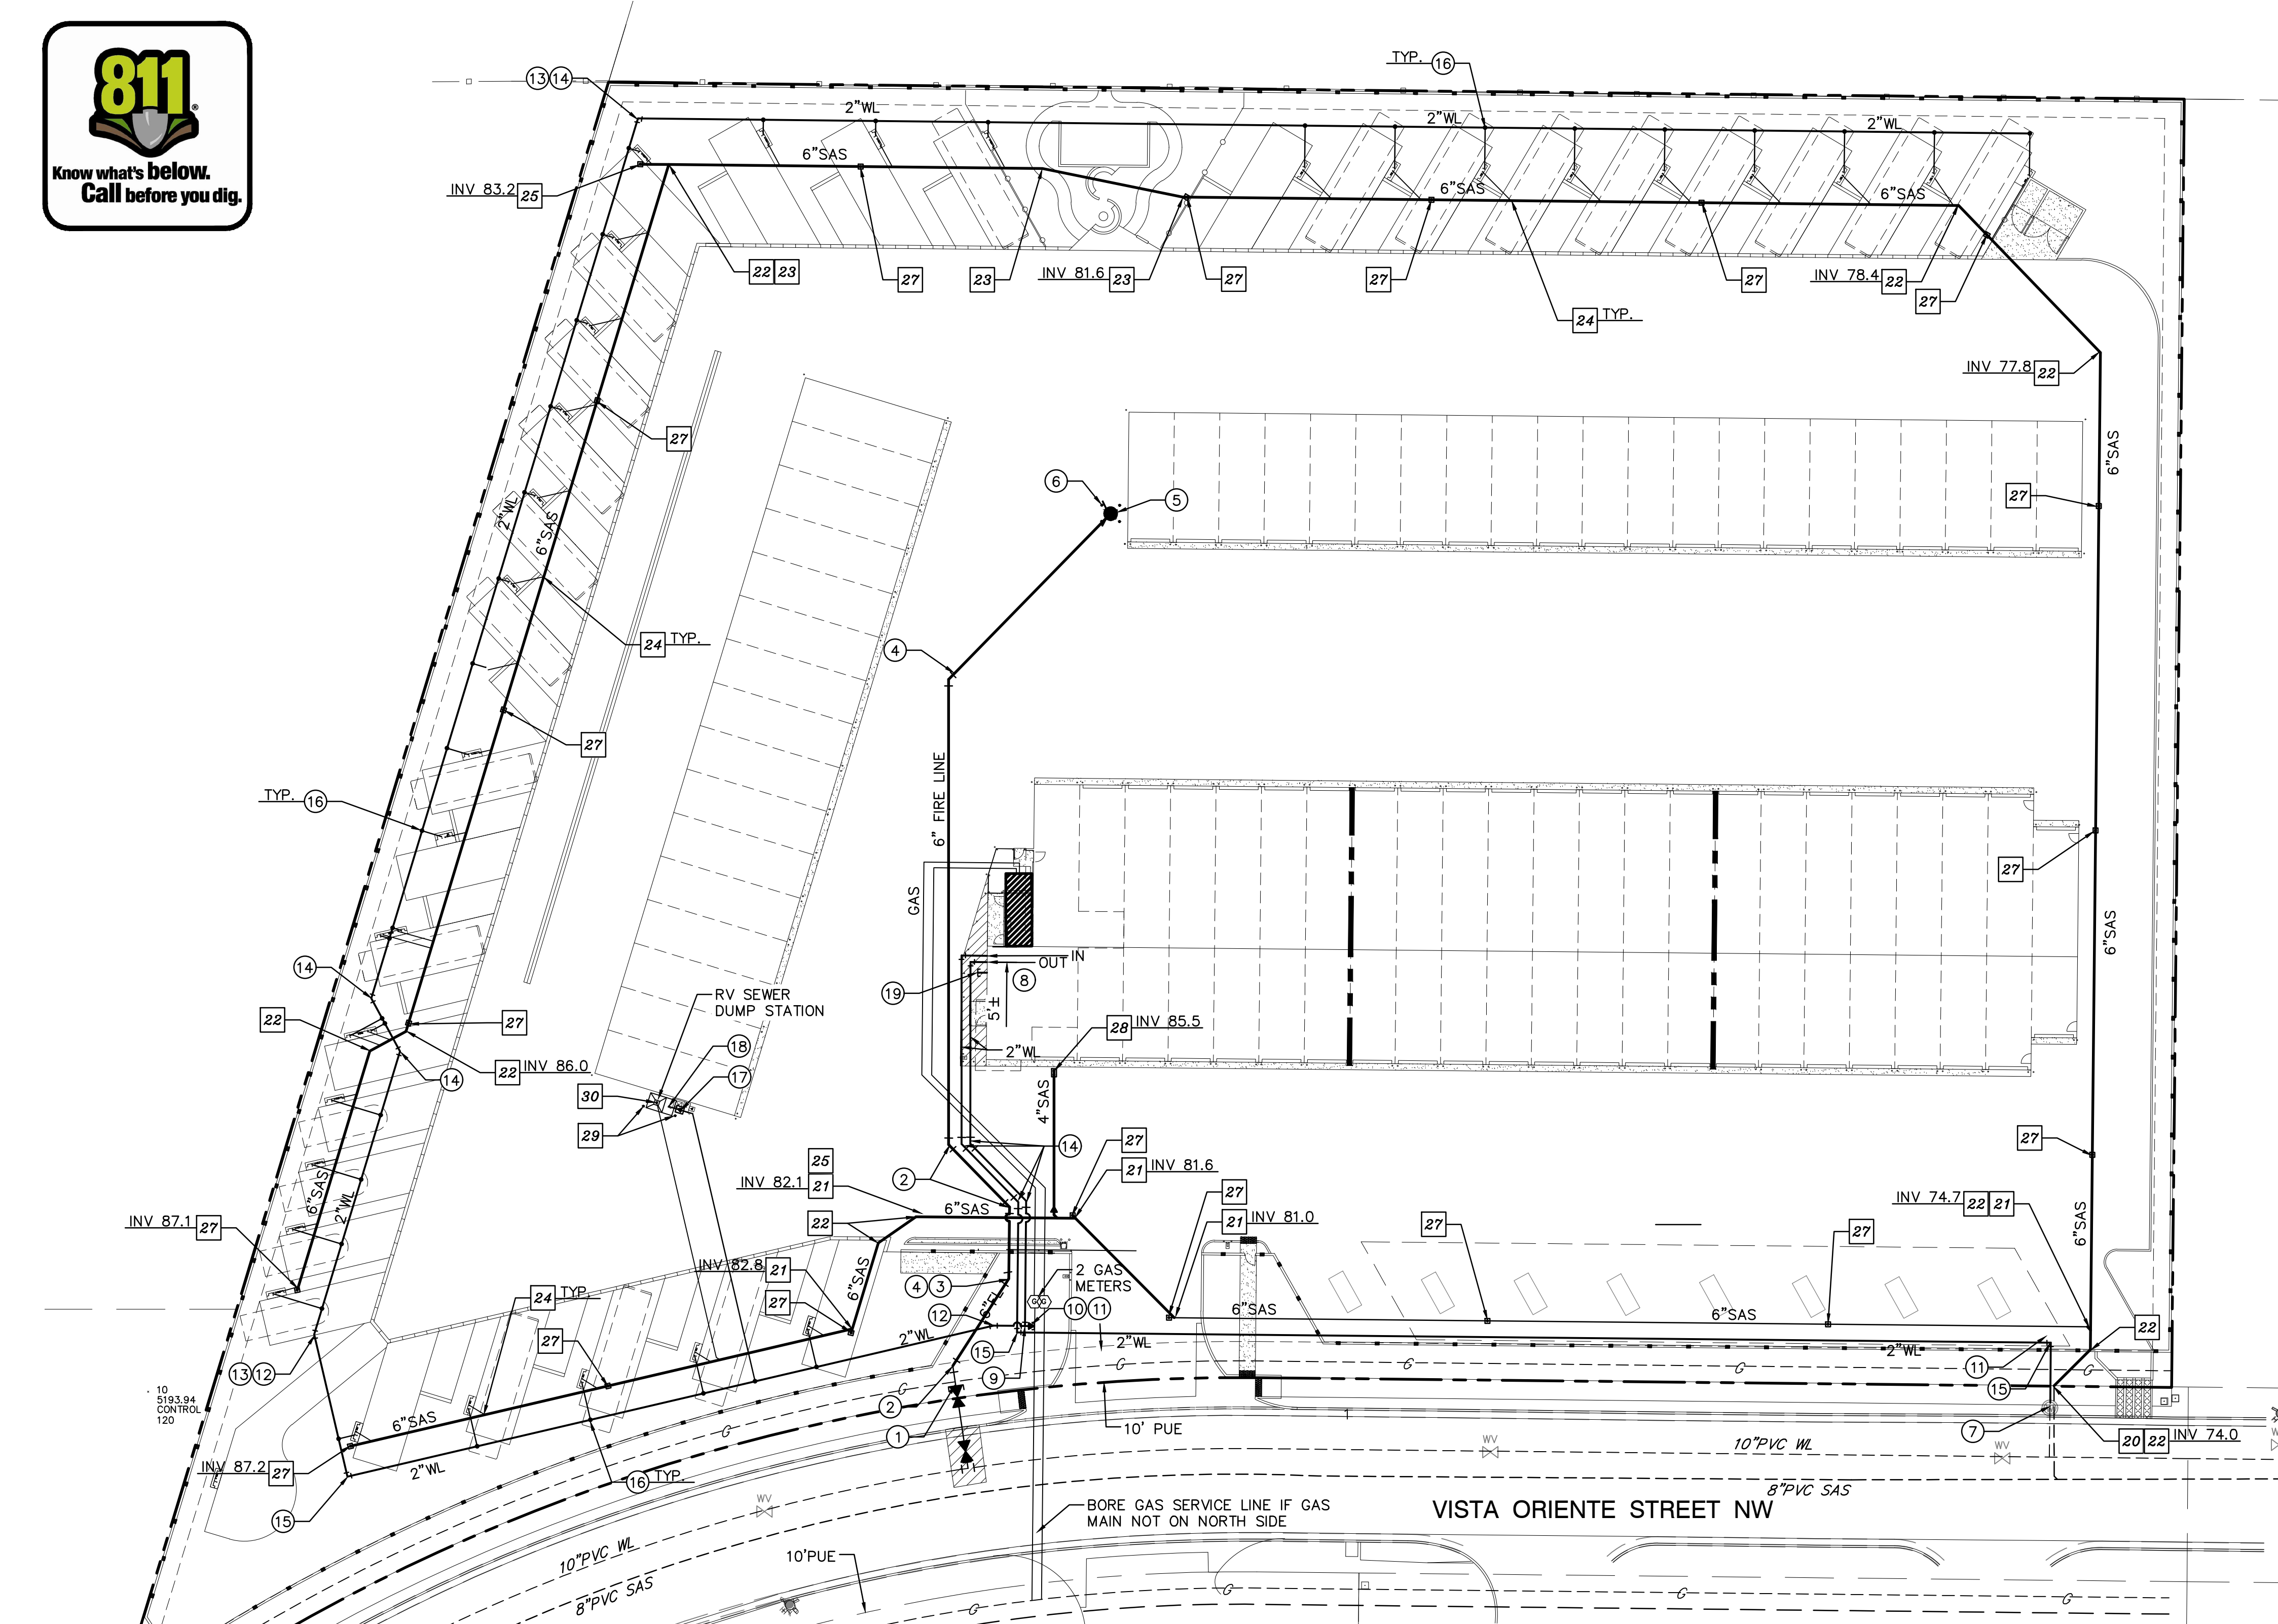 811®
Know what's below.
Call before you dig.
13 14
TYP. 16
2"WL
2"WL
2"WL
6"SAS
6"SAS
6"SAS
INV 83.2 25
22 23
27
23
INV 81.6 23
27
27
24 TYP.
27
INV 78.4 22
27
INV 77.8 22
27
6"SAS
6
5
27
2"WL
6"SAS
24 TYP.
4
27
TYP. 16
6" FIRE LINE
GAS
27
6"SAS
14
IN
OUT
8
19
5'±
RV SEWER
DUMP STATION
22
27
28 INV 85.5
18
2"WL
22 INV 86.0
14
17
30
29
4"SAS
14
27
27
25
21 INV 81.6
INV 82.1 21
2
27
INV 74.7 22 21
6"SAS
2"WL
6"SAS
22
21 INV 81.0
27
27
6"SAS
INV 87.1 27
INV 82.8 21
6"SAS
4 3
2 GAS
METERS
24 TYP.
27
6"FL
12
10 11
6"SAS
6"SAS
22
27
2"WL
15
2"WL
2"WL
11
13 12
G
G
G
G
9
15
10
5193.94
CONTROL
120
6"SAS
2
G
G
1
10' PUE
7
20 22 INV 74.0
INV 87.2 27
2"WL
16 TYP.
WV
WV
10"PVC WL
8"PVC SAS
15
WV
BORE GAS SERVICE LINE IF GAS
MAIN NOT ON NORTH SIDE
VISTA ORIENTE STREET NW
10"PVC WL
8"PVC SAS
10'PUE
G
G
G
G